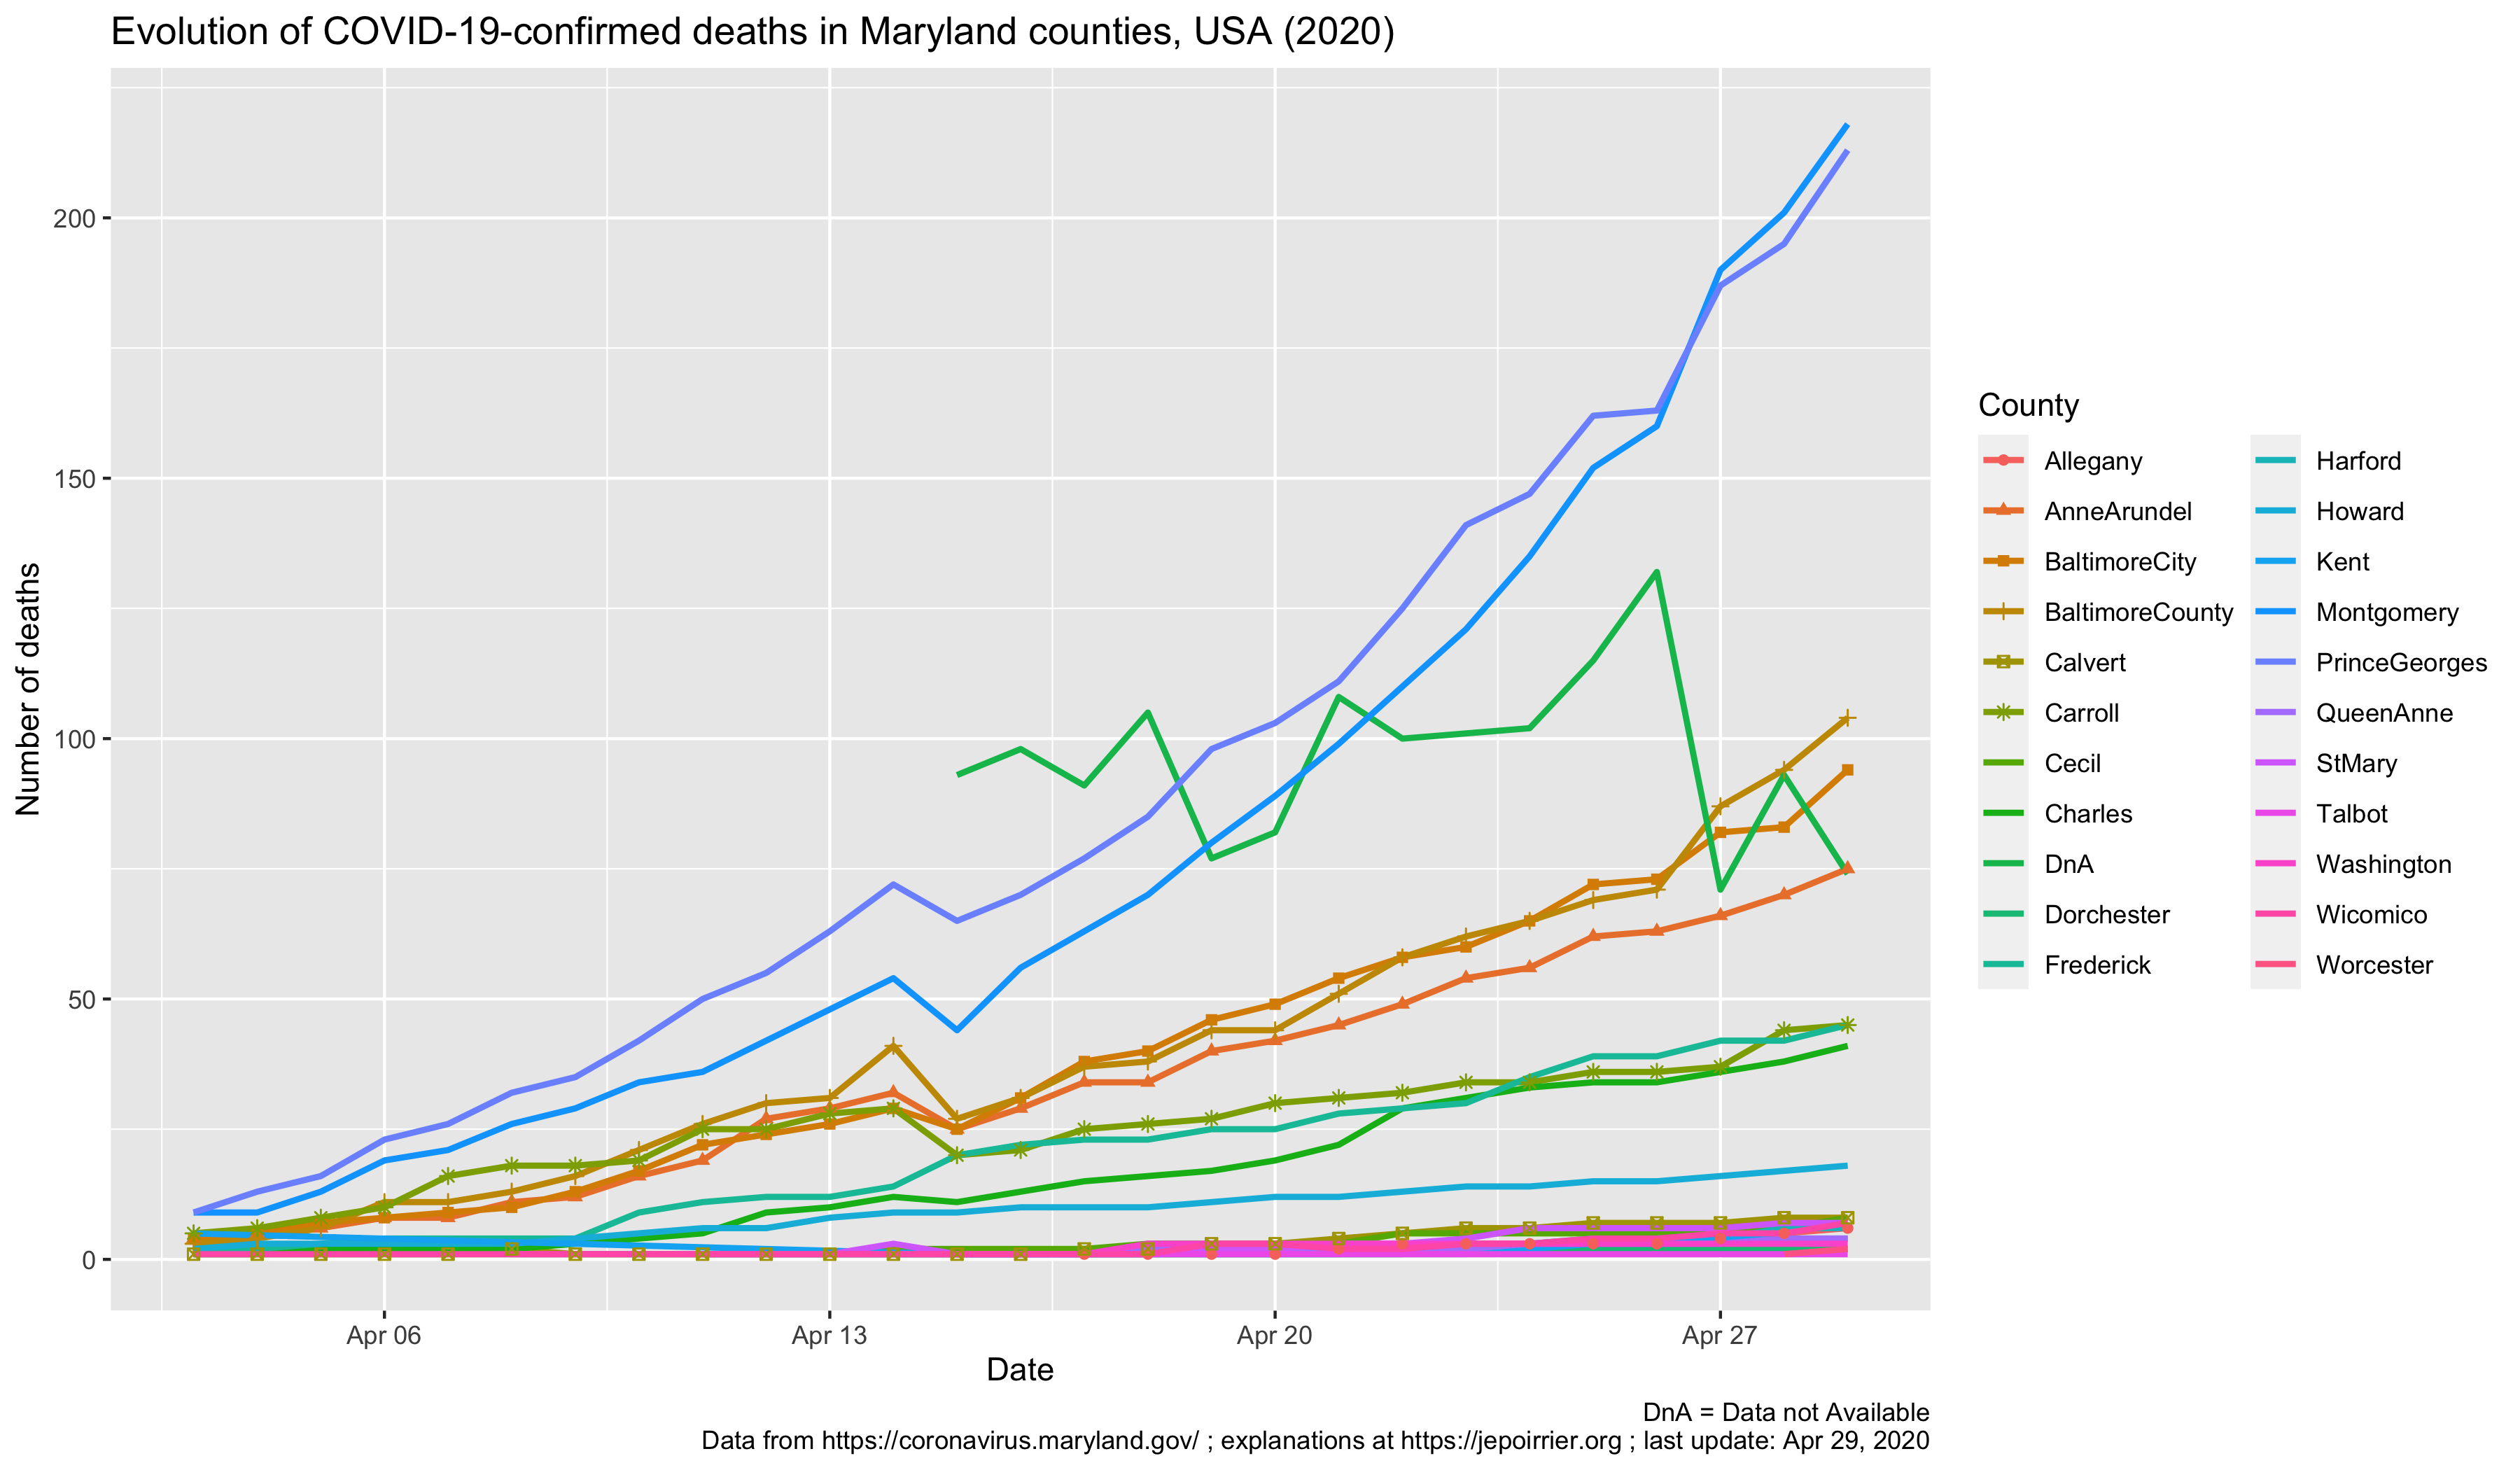 Evolution of COVID-19-confirmed deaths in Maryland counties, USA (2020)
Number of deaths
200
150
100
50
0
Apr 06
Apr 13
Apr 20
Apr 27
Date
County
Allegany
AnneArundel
BaltimoreCity
BaltimoreCounty
Calvert
Carroll
Cecil
Charles
DnA
Dorchester
Frederick
Harford
Howard
Kent
Montgomery
PrinceGeorges
QueenAnne
StMary
Talbot
Washington
Wicomico
Worcester
DnA = Data not Available
Data from https://coronavirus.maryland.gov/ ; explanations at https://jepoirrier.org ; last update: Apr 29, 2020